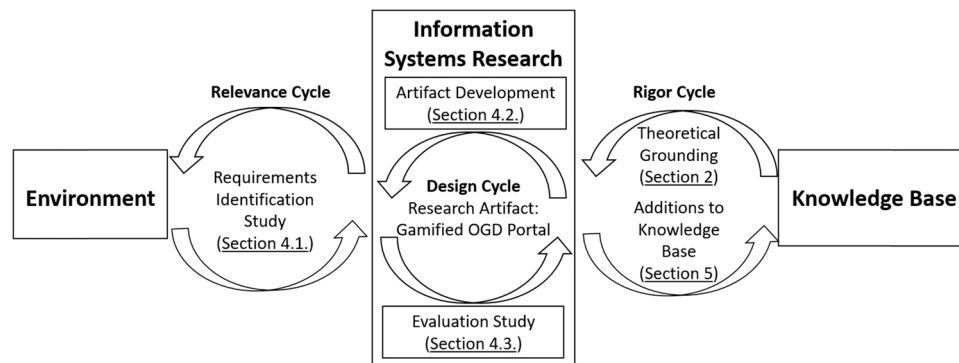 Information
Systems Research
Relevance Cycle
Artifact Development
(Section 4.2.)
Rigor Cycle
Environment
Requirements
Identification
Study
(Section 4.1.)
Design Cycle
Research Artifact:
Gamified OGD Portal
Theoretical
Grounding
(Section 2)
Additions to
Knowledge
Base
(Section 5)
Knowledge Base
Evaluation Study
(Section 4.3.)